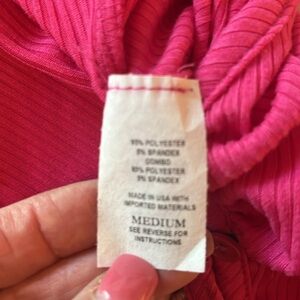 95% POLYESTER
5% SPANDEX
COMBO
95% POLYESTER
5% SPANDEX
MADE IN USA WITH
IMPORTED MATERIALS
MEDIUM
SEE REVERSE FOR
INSTRUCTIONS